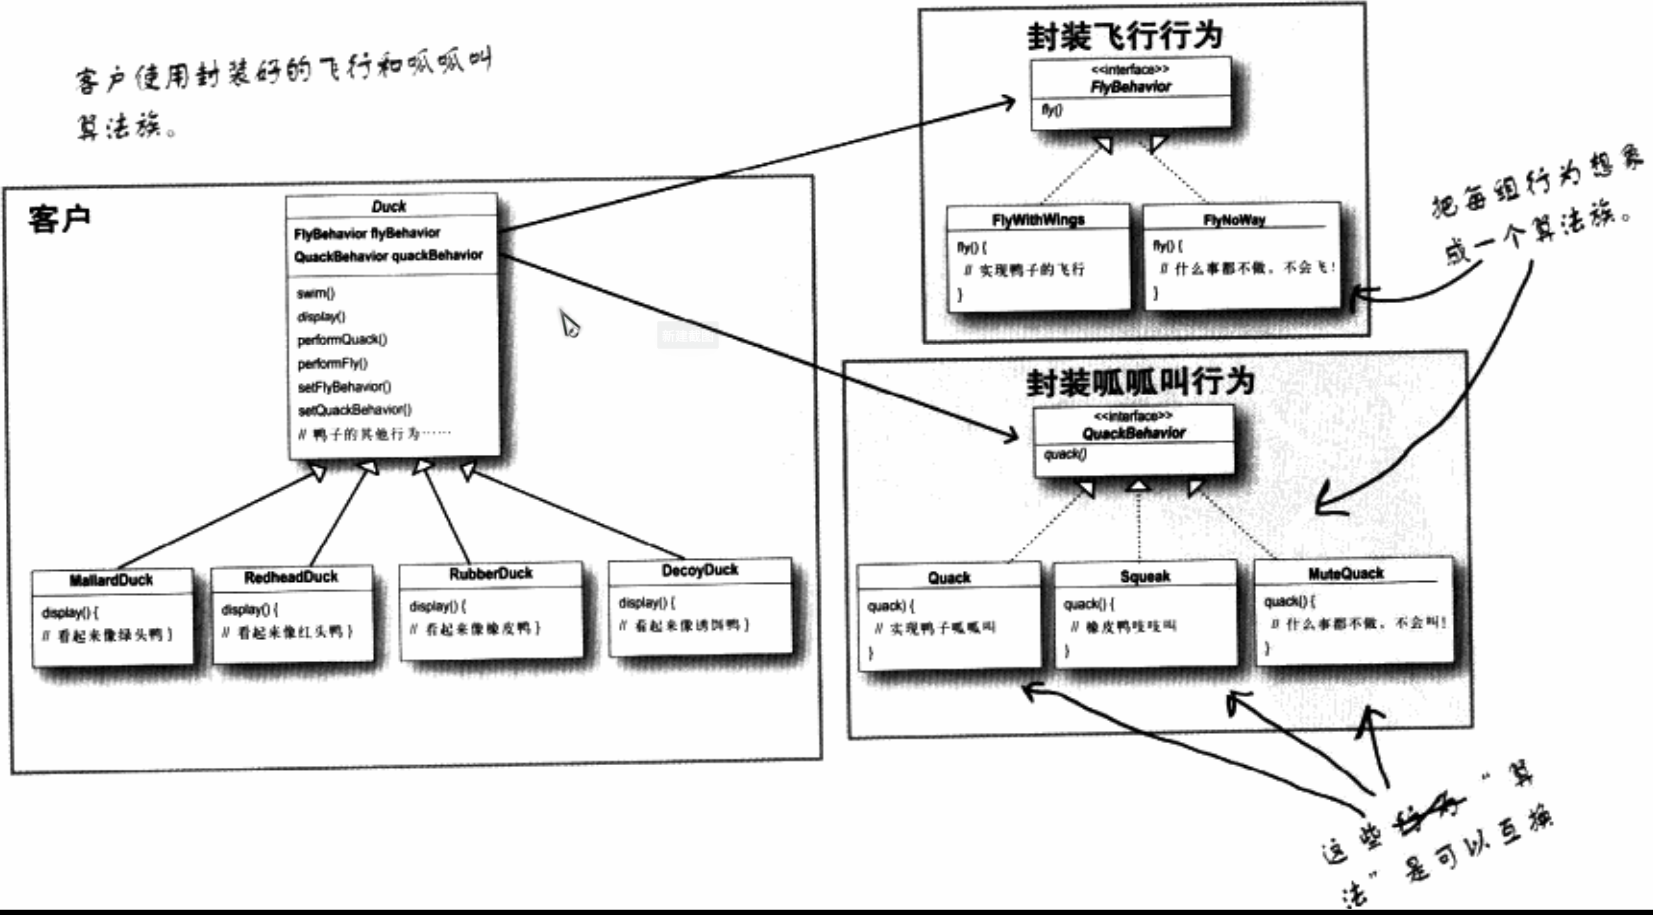 客户使用封装好的飞行和呱呱叫
算法族。
客户
Duck
FlyBehavior flyBehavior
QuackBehavior quackBehavior
swim()
display()
performQuack()
performFly()
setFlyBehavior()
setQuackBehavior()
// 鸭子的其他行为……
MallardDuck
display() {
// 看起来像绿头鸭 }
RedheadDuck
display() {
// 看起来像红头鸭 }
RubberDuck
display() {
// 看起来像橡皮鸭 }
DecoyDuck
display() {
// 看起来像诱饵鸭 }
封装飞行行为
<<interface>>
FlyBehavior
fly()
FlyWithWings
fly() {
// 实现鸭子的飞行
}
FlyNoWay
fly() {
// 什么事都不做，不会飞！
}
把每组行为想象
成一个算法族。
封装呱呱叫行为
<<interface>>
QuackBehavior
quack()
Quack
quack) {
// 实现鸭子呱呱叫
}
Squeak
quack() {
// 橡皮鸭吱吱叫
}
MuteQuack
quack() {
// 什么事都不做，不会叫！
}
这些行为“算
法”是可以互换